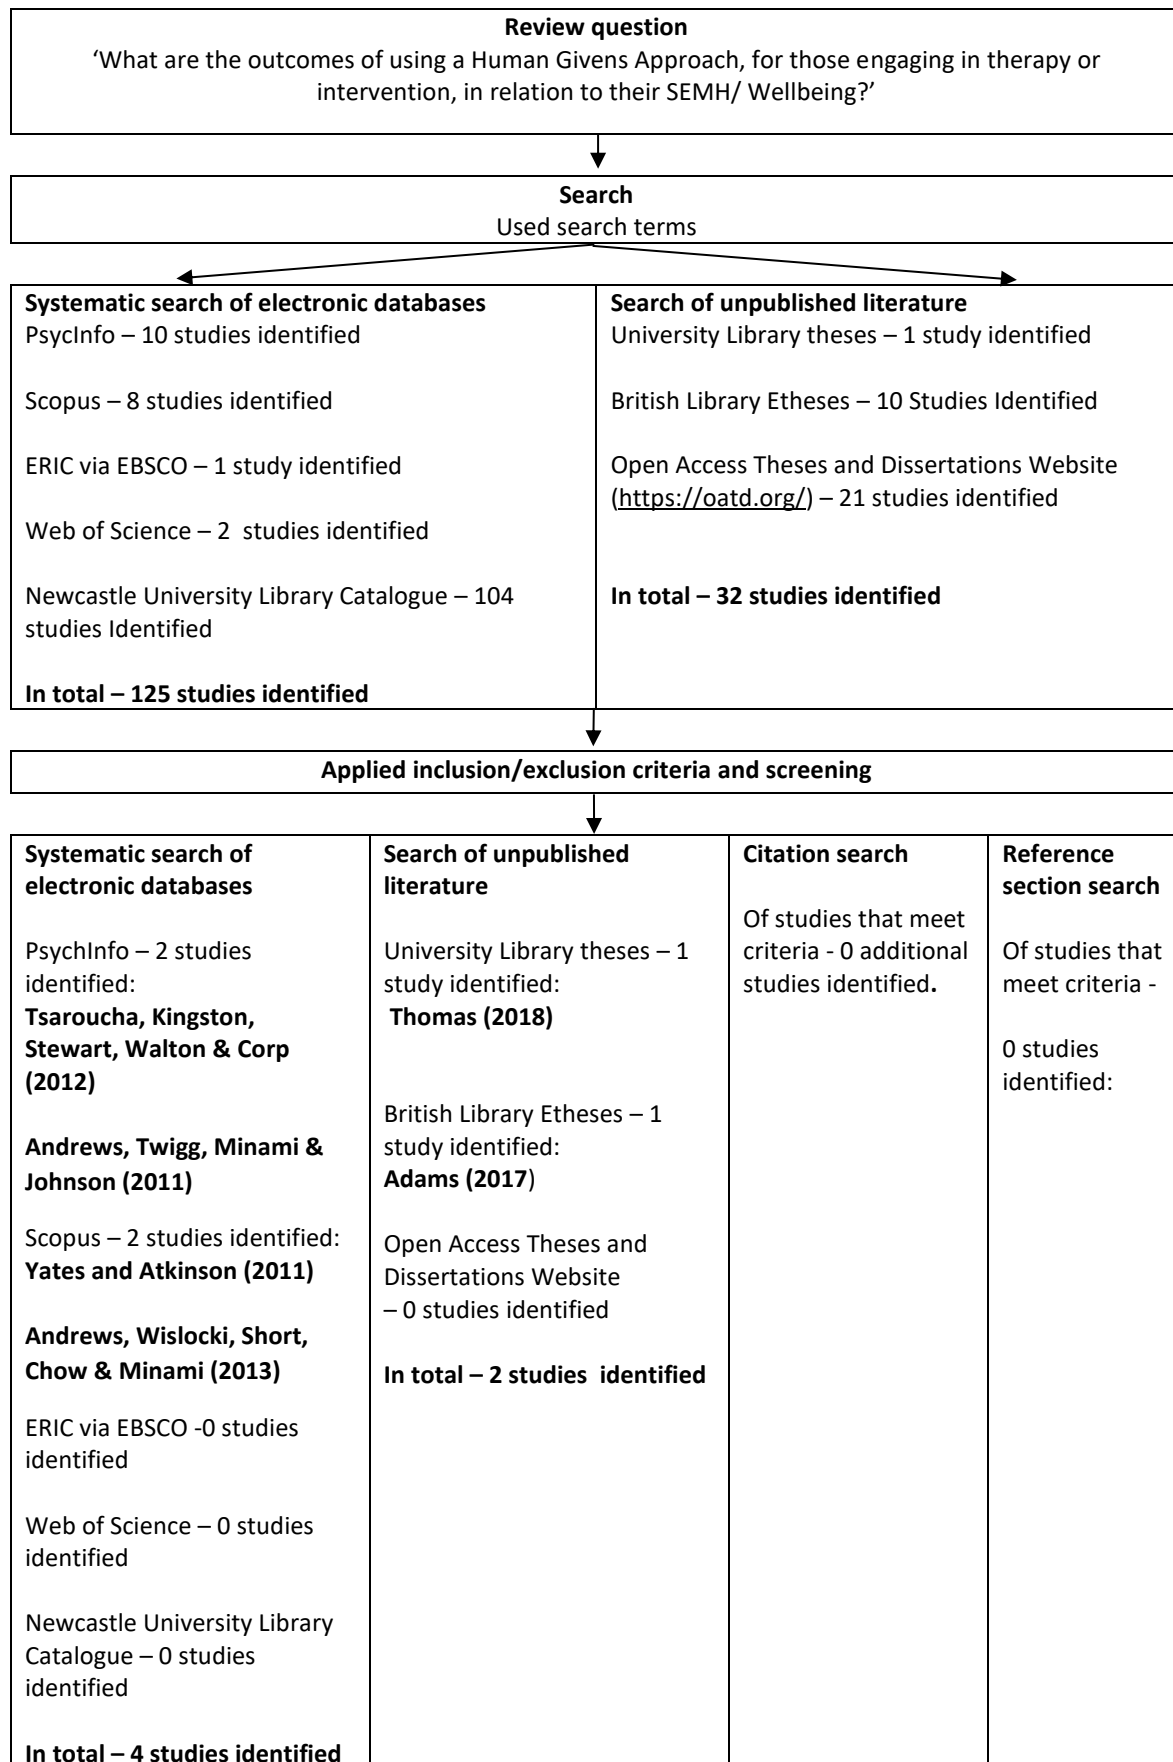 Review question
‘What are the outcomes of using a Human Givens Approach, for those engaging in therapy or
intervention, in relation to their SEMH/ Wellbeing?’
Search
Used search terms
Systematic search of electronic databases
PsycInfo – 10 studies identified
Scopus – 8 studies identified
ERIC via EBSCO – 1 study identified
Web of Science – 2  studies identified
Newcastle University Library Catalogue – 104
studies Identified
In total – 125 studies identified
Search of unpublished literature
University Library theses – 1 study identified
British Library Etheses – 10 Studies Identified
Open Access Theses and Dissertations Website
(https://oatd.org/) – 21 studies identified
In total – 32 studies identified
Applied inclusion/exclusion criteria and screening
Systematic search of
electronic databases
PsychInfo – 2 studies
identified:
Tsaroucha, Kingston,
Stewart, Walton & Corp
(2012)
Andrews, Twigg, Minami &
Johnson (2011)
Scopus – 2 studies identified:
Yates and Atkinson (2011)
Andrews, Wislocki, Short,
Chow & Minami (2013)
ERIC via EBSCO -0 studies
identified
Web of Science – 0 studies
identified
Newcastle University Library
Catalogue – 0 studies
identified
In total – 4 studies identified
Search of unpublished
literature
University Library theses – 1
study identified:
Thomas (2018)
British Library Etheses – 1
study identified:
Adams (2017)
Open Access Theses and
Dissertations Website
– 0 studies identified
In total – 2 studies  identified
Citation search
Of studies that meet
criteria - 0 additional
studies identified.
Reference
section search
Of studies that
meet criteria -
0 studies
identified: